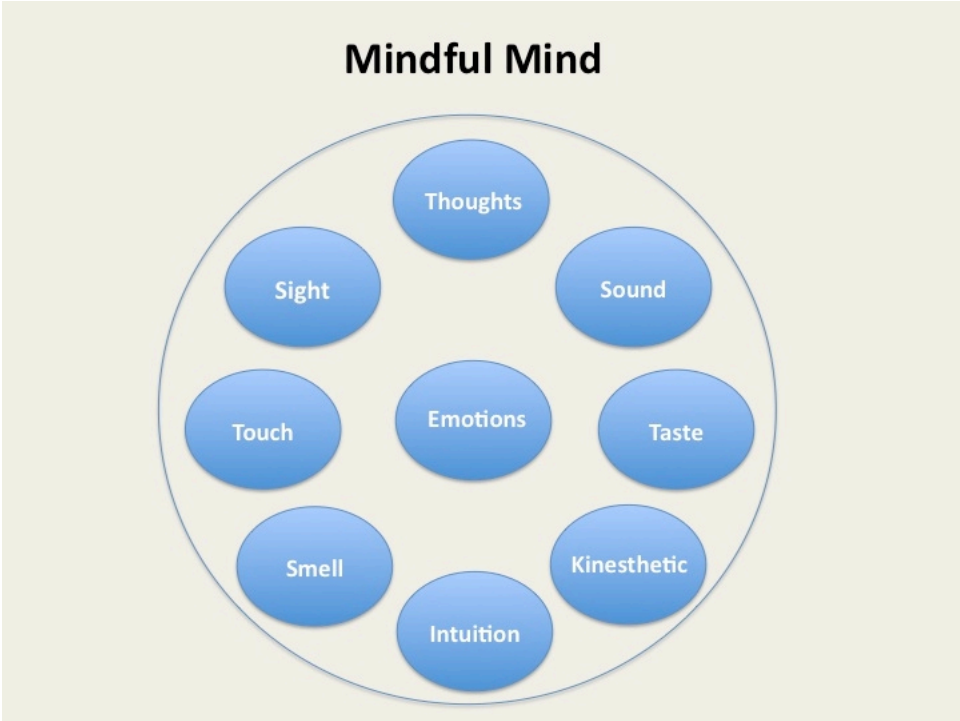 Mindful Mind
Thoughts
Sight
Sound
Touch
Emotions
Taste
Smell
Kinesthetic
Intuition